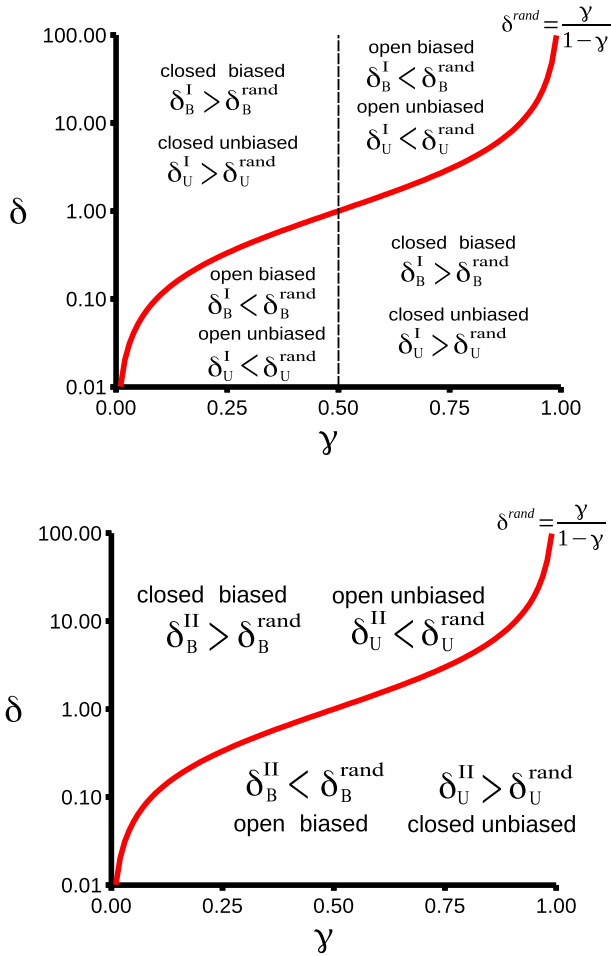 δ^rand = γ / (1−γ)
100.00
closed biased
δ_B^I > δ_B^rand
closed unbiased
δ_U^I > δ_U^rand
open biased
δ_B^I < δ_B^rand
open unbiased
δ_U^I < δ_U^rand
10.00
δ
1.00
closed biased
δ_B^I > δ_B^rand
closed unbiased
δ_U^I > δ_U^rand
0.10
open biased
δ_B^I < δ_B^rand
open unbiased
δ_U^I < δ_U^rand
0.01
0.00 0.25 0.50 0.75 1.00
γ
δ^rand = γ / (1−γ)
100.00
closed biased
δ_B^II > δ_B^rand
open unbiased
δ_U^II < δ_U^rand
10.00
δ
1.00
0.10
δ_B^II < δ_B^rand
open biased
δ_U^II > δ_U^rand
closed unbiased
0.01
0.00 0.25 0.50 0.75 1.00
γ